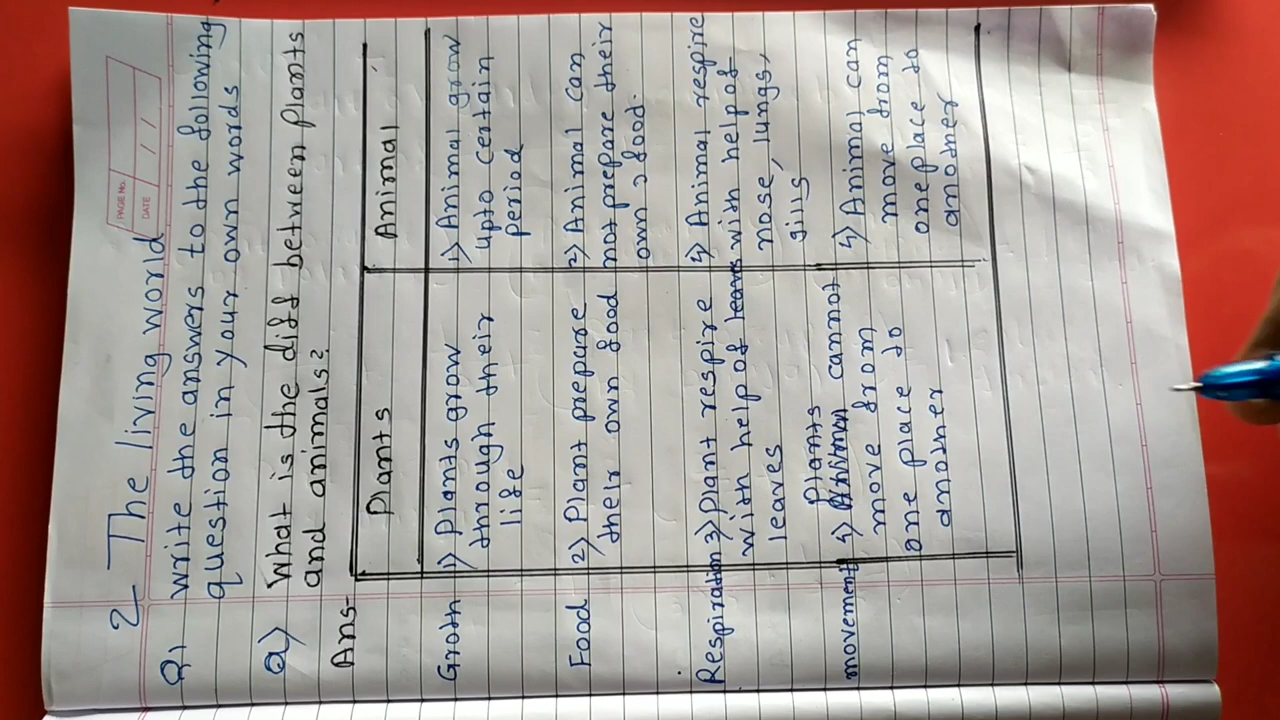 PAGE No.
DATE / /
2 The living world
Q1 write the answers to the following
question in your own words
a) What is the diff between plants
and animals?
Ans-
Plants Animal
Groth 1) Plants grow 1) Animal grow
through their upto certain
life period
Food 2) Plant prepare 2) Animal can
their own food not prepare their
own food.
Respiration 3) Plant respire 4) Animal respire
with help of leaves with help of
leaves nose, lungs,
gills
Plants
movement 4) Animan cannot 4) Animal can
move from move from
one place to one place to
another another